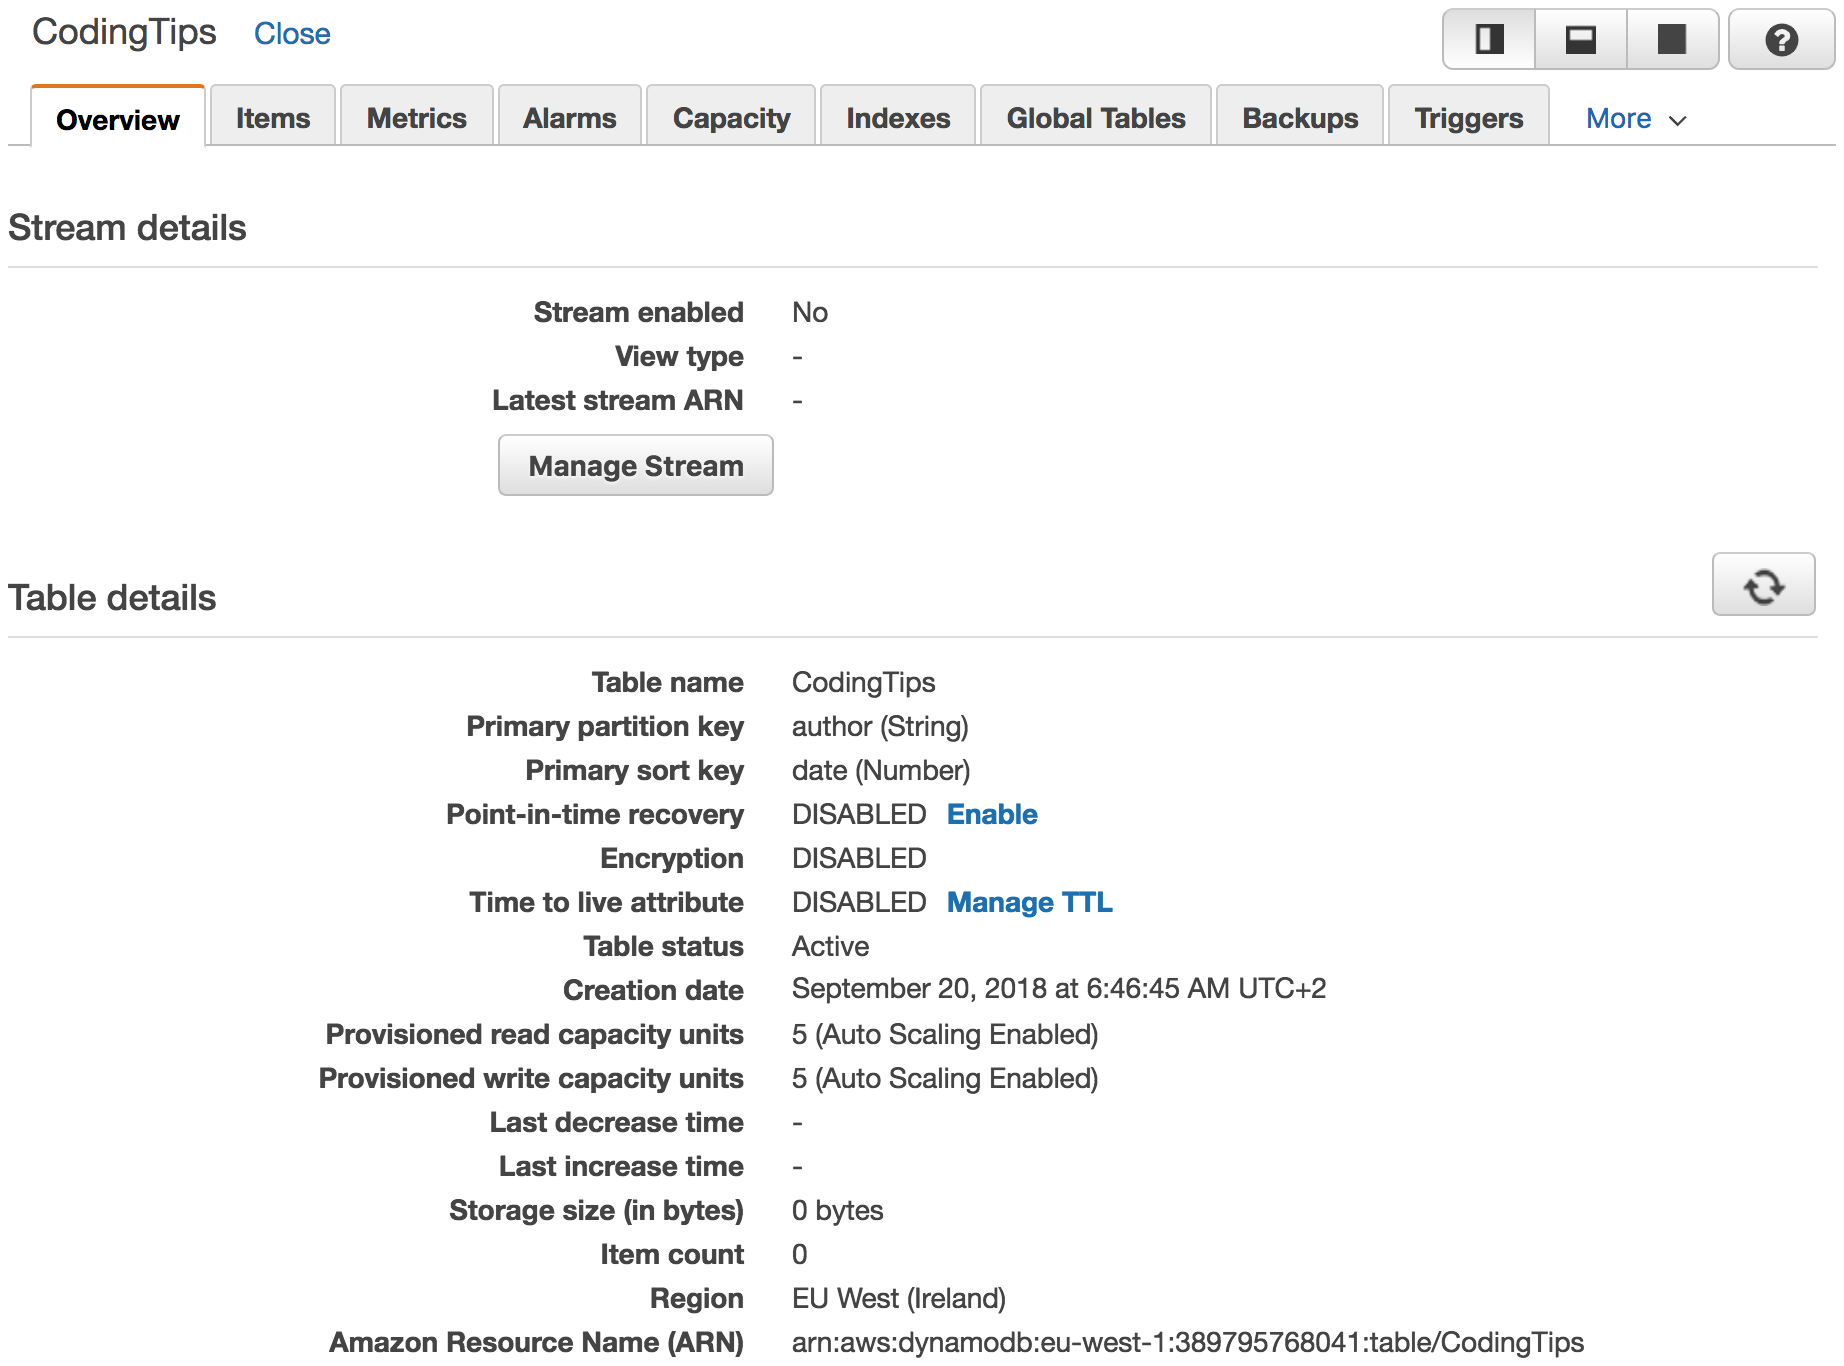 CodingTips Close
Overview Items Metrics Alarms Capacity Indexes Global Tables Backups Triggers More
Stream details
Stream enabled No
View type -
Latest stream ARN -
Manage Stream
Table details
Table name CodingTips
Primary partition key author (String)
Primary sort key date (Number)
Point-in-time recovery DISABLED Enable
Encryption DISABLED
Time to live attribute DISABLED Manage TTL
Table status Active
Creation date September 20, 2018 at 6:46:45 AM UTC+2
Provisioned read capacity units 5 (Auto Scaling Enabled)
Provisioned write capacity units 5 (Auto Scaling Enabled)
Last decrease time -
Last increase time -
Storage size (in bytes) 0 bytes
Item count 0
Region EU West (Ireland)
Amazon Resource Name (ARN) arn:aws:dynamodb:eu-west-1:389795768041:table/CodingTips